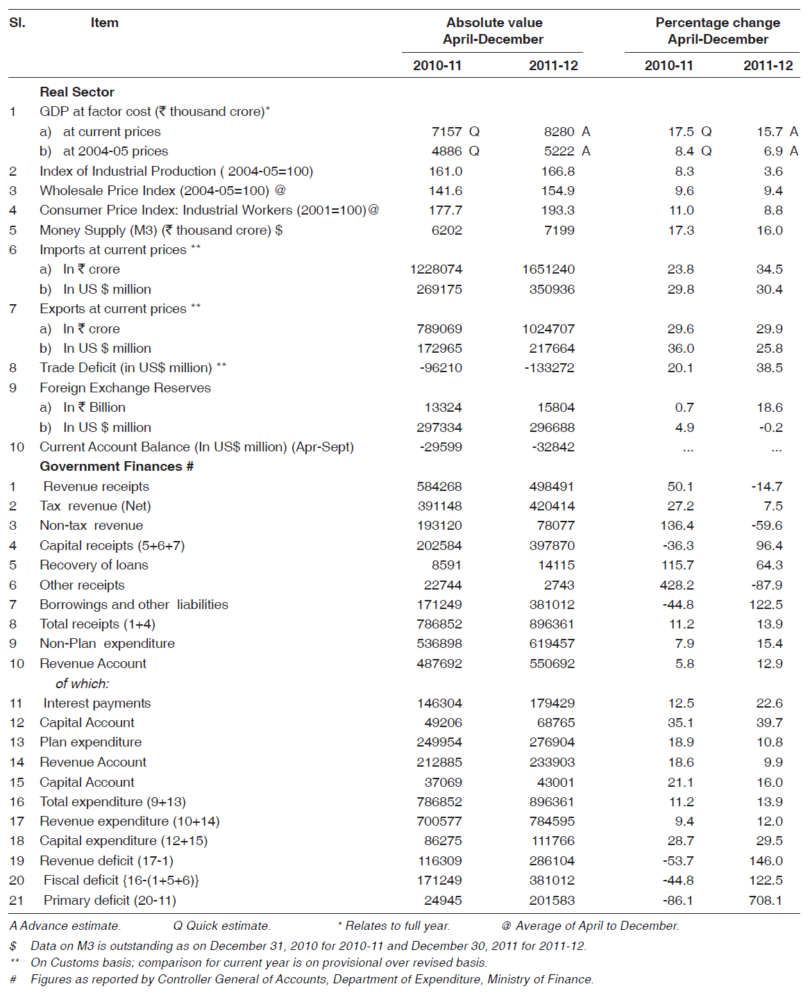 Sl. Item Absolute value Percentage change
April-December April-December
2010-11 2011-12 2010-11 2011-12
Real Sector
1 GDP at factor cost (₹ thousand crore)*
a) at current prices 7157 Q 8280 A 17.5 Q 15.7 A
b) at 2004-05 prices 4886 Q 5222 A 8.4 Q 6.9 A
2 Index of Industrial Production ( 2004-05=100) 161.0 166.8 8.3 3.6
3 Wholesale Price Index (2004-05=100) @ 141.6 154.9 9.6 9.4
4 Consumer Price Index: Industrial Workers (2001=100)@ 177.7 193.3 11.0 8.8
5 Money Supply (M3) (₹ thousand crore) $ 6202 7199 17.3 16.0
6 Imports at current prices **
a) In ₹ crore 1228074 1651240 23.8 34.5
b) In US $ million 269175 350936 29.8 30.4
7 Exports at current prices **
a) In ₹ crore 789069 1024707 29.6 29.9
b) In US $ million 172965 217664 36.0 25.8
8 Trade Deficit (in US$ million) ** -96210 -133272 20.1 38.5
9 Foreign Exchange Reserves
a) In ₹ Billion 13324 15804 0.7 18.6
b) In US $ million 297334 296688 4.9 -0.2
10 Current Account Balance (In US$ million) (Apr-Sept) -29599 -32842 ... ...
Government Finances #
1 Revenue receipts 584268 498491 50.1 -14.7
2 Tax revenue (Net) 391148 420414 27.2 7.5
3 Non-tax revenue 193120 78077 136.4 -59.6
4 Capital receipts (5+6+7) 202584 397870 -36.3 96.4
5 Recovery of loans 8591 14115 115.7 64.3
6 Other receipts 22744 2743 428.2 -87.9
7 Borrowings and other liabilities 171249 381012 -44.8 122.5
8 Total receipts (1+4) 786852 896361 11.2 13.9
9 Non-Plan expenditure 536898 619457 7.9 15.4
10 Revenue Account 487692 550692 5.8 12.9
of which:
11 Interest payments 146304 179429 12.5 22.6
12 Capital Account 49206 68765 35.1 39.7
13 Plan expenditure 249954 276904 18.9 10.8
14 Revenue Account 212885 233903 18.6 9.9
15 Capital Account 37069 43001 21.1 16.0
16 Total expenditure (9+13) 786852 896361 11.2 13.9
17 Revenue expenditure (10+14) 700577 784595 9.4 12.0
18 Capital expenditure (12+15) 86275 111766 28.7 29.5
19 Revenue deficit (17-1) 116309 286104 -53.7 146.0
20 Fiscal deficit {16-(1+5+6)} 171249 381012 -44.8 122.5
21 Primary deficit (20-11) 24945 201583 -86.1 708.1
A Advance estimate. Q Quick estimate. * Relates to full year. @ Average of April to December.
$ Data on M3 is outstanding as on December 31, 2010 for 2010-11 and December 30, 2011 for 2011-12.
** On Customs basis; comparison for current year is on provisional over revised basis.
# Figures as reported by Controller General of Accounts, Department of Expenditure, Ministry of Finance.